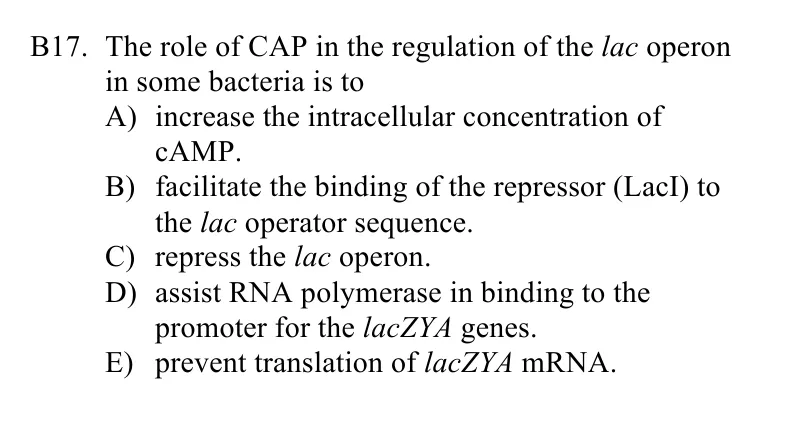 B17. The role of CAP in the regulation of the lac operon
in some bacteria is to
A) increase the intracellular concentration of
cAMP.
B) facilitate the binding of the repressor (LacI) to
the lac operator sequence.
C) repress the lac operon.
D) assist RNA polymerase in binding to the
promoter for the lacZYA genes.
E) prevent translation of lacZYA mRNA.